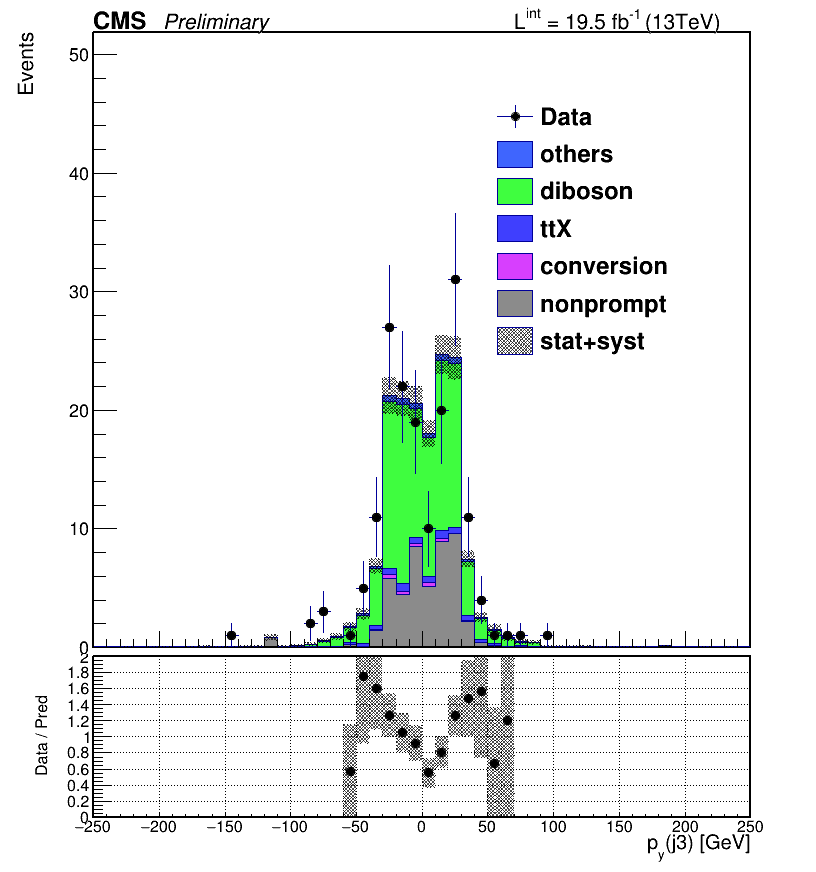 CMS Preliminary L^int = 19.5 fb^-1 (13TeV)
Events
50
40
30
20
10
0
Data
others
diboson
ttX
conversion
nonprompt
stat+syst
Data / Pred
2
1.8
1.6
1.4
1.2
1
0.8
0.6
0.4
0.2
0
−250 −200 −150 −100 −50 0 50 100 150 200 250
p_y(j3) [GeV]